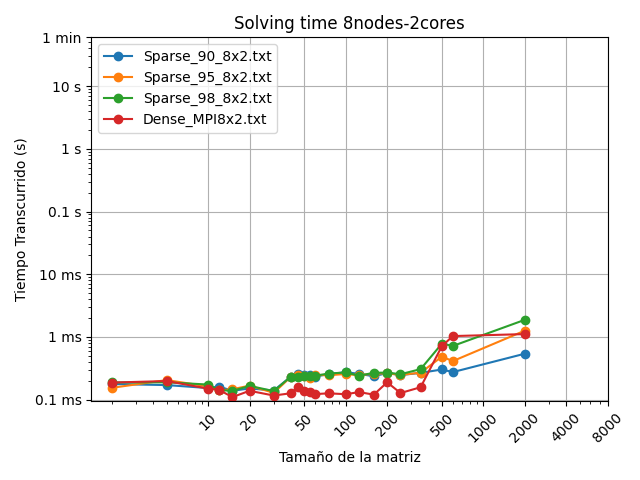 Solving time 8nodes-2cores
1 min
10 s
1 s
0.1 s
10 ms
1 ms
0.1 ms
Tiempo Transcurrido (s)
Sparse_90_8x2.txt
Sparse_95_8x2.txt
Sparse_98_8x2.txt
Dense_MPI8x2.txt
10 20 50 100 200 500 1000 2000 4000 8000
Tamaño de la matriz